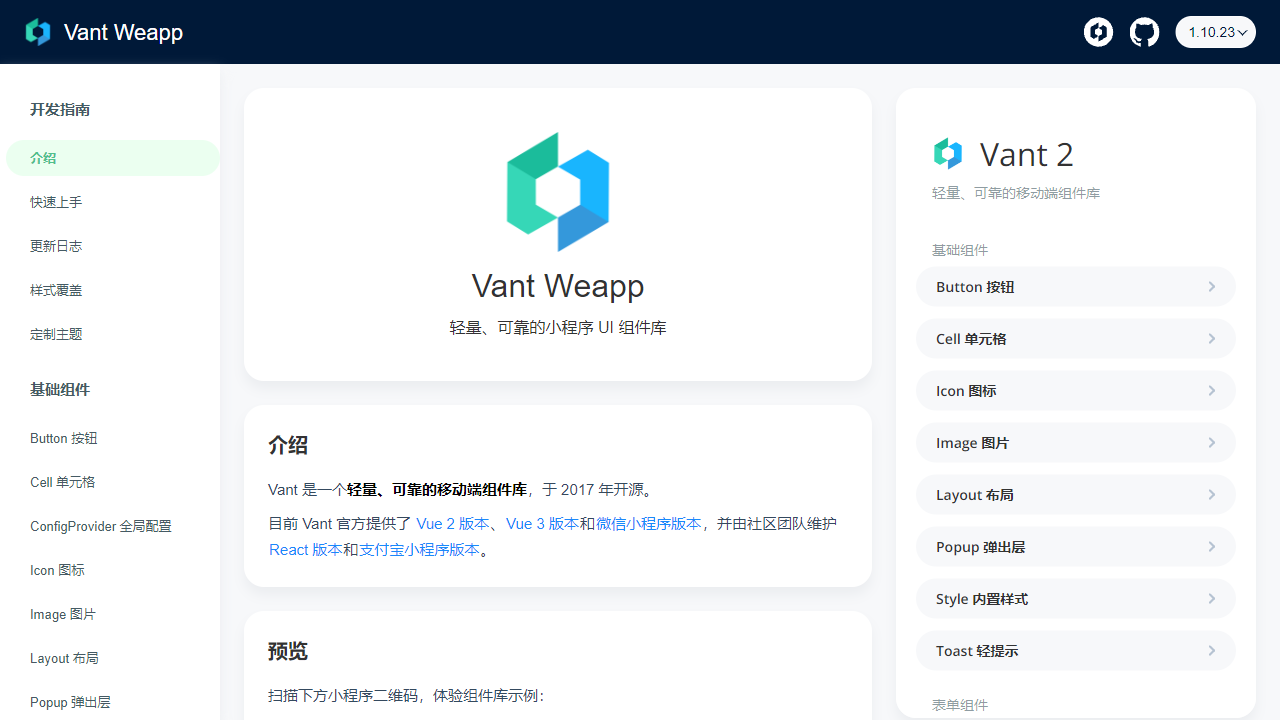 Vant Weapp
1.10.23
开发指南
介绍
快速上手
更新日志
样式覆盖
定制主题
基础组件
Button 按钮
Cell 单元格
ConfigProvider 全局配置
Icon 图标
Image 图片
Layout 布局
Popup 弹出层
Vant Weapp
轻量、可靠的小程序 UI 组件库
介绍
Vant 是一个轻量、可靠的移动端组件库，于 2017 年开源。
目前 Vant 官方提供了 Vue 2 版本、Vue 3 版本和微信小程序版本，并由社区团队维护
React 版本和支付宝小程序版本。
预览
扫描下方小程序二维码，体验组件库示例：
Vant 2
轻量、可靠的移动端组件库
基础组件
Button 按钮
Cell 单元格
Icon 图标
Image 图片
Layout 布局
Popup 弹出层
Style 内置样式
Toast 轻提示
表单组件